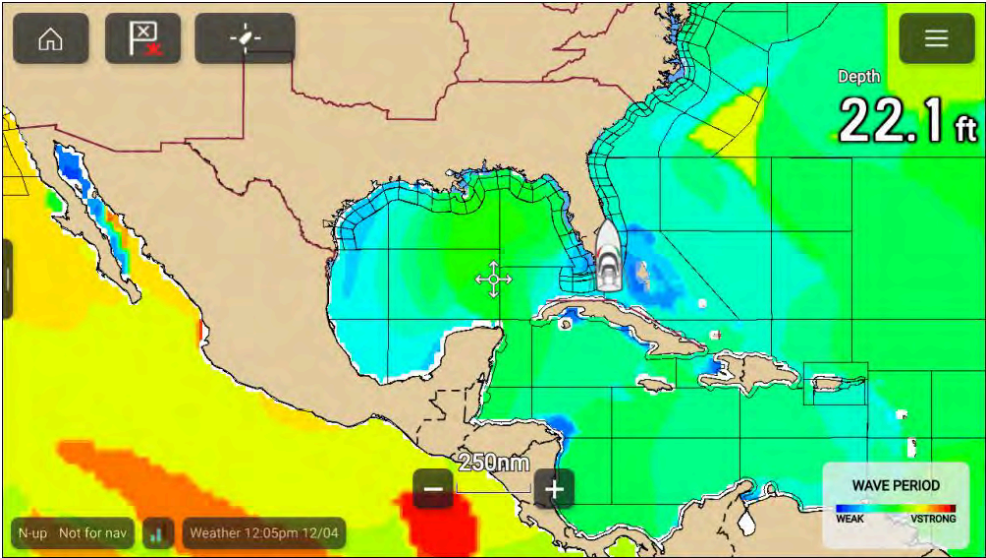 Depth
22.1 ft
250nm
WAVE PERIOD
WEAK VSTRONG
N-up Not for nav
Weather 12:05pm 12/04